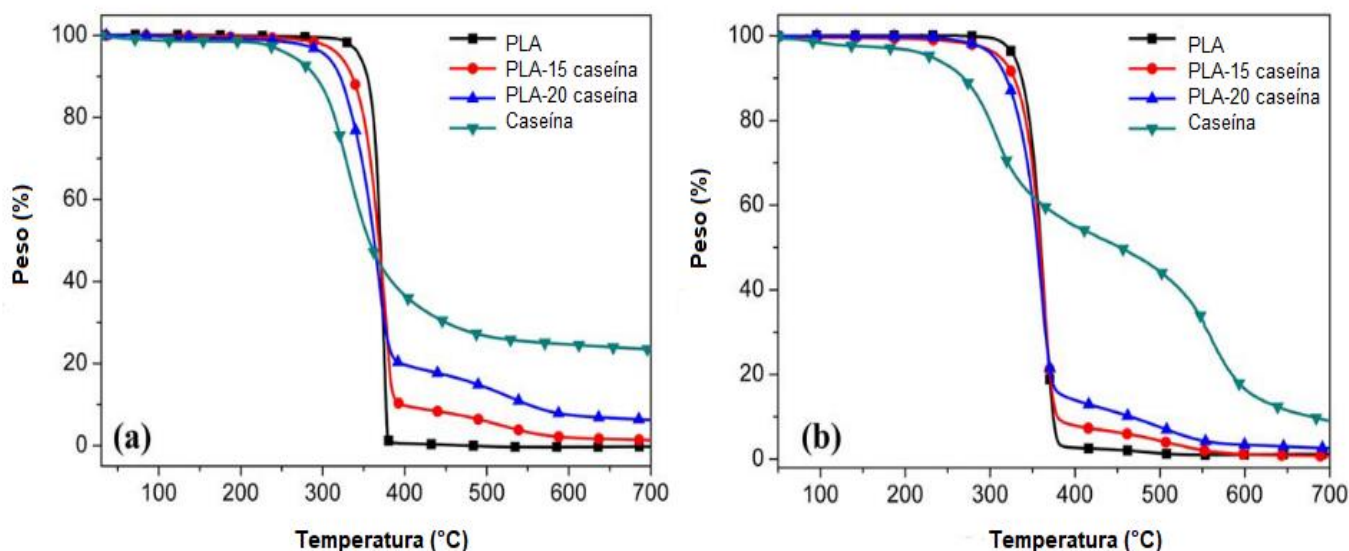 100
80
60
40
20
0
Peso (%)
PLA
PLA-15 caseína
PLA-20 caseína
Caseína
(a)
100 200 300 400 500 600 700
Temperatura (°C)
100
80
60
40
20
0
Peso (%)
PLA
PLA-15 caseína
PLA-20 caseína
Caseína
(b)
100 200 300 400 500 600 700
Temperatura (°C)